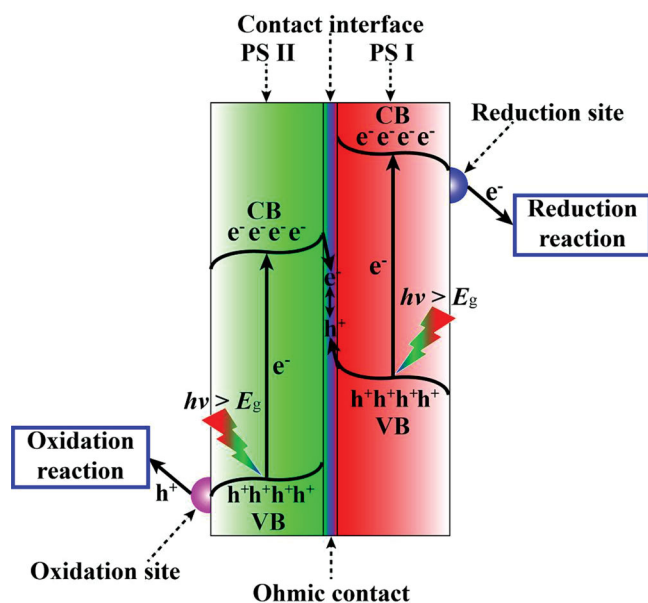 Contact interface
PS II
PS I
Reduction site
CB
e⁻ e⁻ e⁻ e⁻
e⁻
Reduction
reaction
CB
e⁻ e⁻ e⁻ e⁻
e⁻
e⁻
hν > Eg
h⁺
e⁻
hν > Eg
h⁺h⁺h⁺h⁺
VB
Oxidation
reaction
h⁺
h⁺h⁺h⁺h⁺
VB
Oxidation site
Ohmic contact